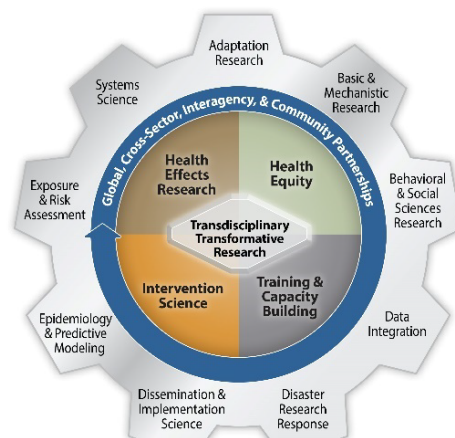 Adaptation
Research
Basic &
Mechanistic
Research
Behavioral
& Social
Sciences
Research
Data
Integration
Disaster
Research
Response
Dissemination &
Implementation
Science
Epidemiology
& Predictive
Modeling
Exposure
& Risk
Assessment
Systems
Science
Global, Cross-Sector, Interagency, & Community Partnerships
Health
Effects
Research
Health
Equity
Transdisciplinary
Transformative
Research
Intervention
Science
Training &
Capacity
Building